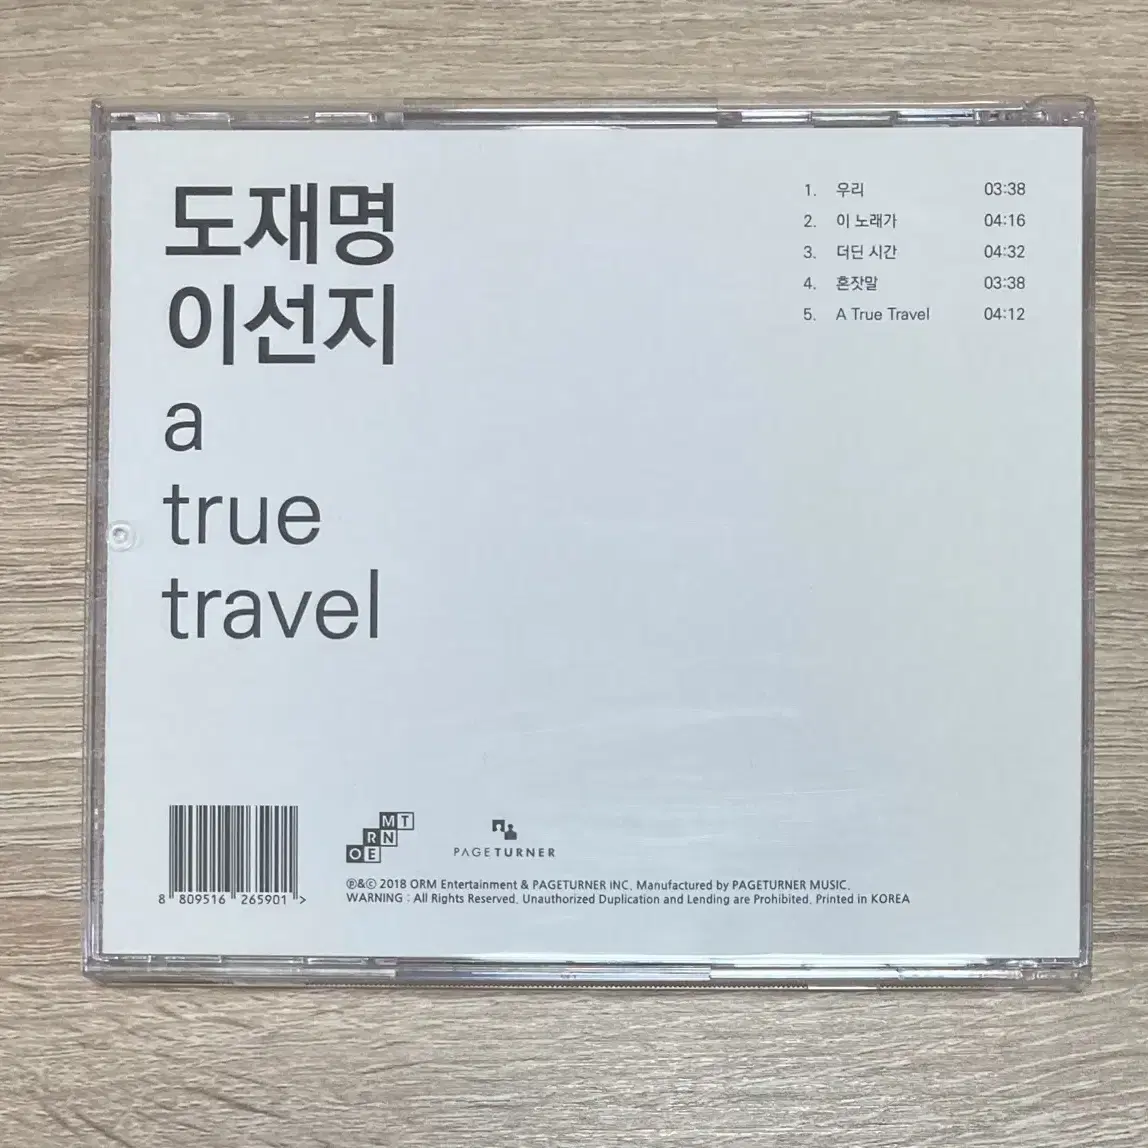 도재명
이선지
a
true
travel
1. 우리 03:38
2. 이 노래가 04:16
3. 더딘 시간 04:32
4. 혼잣말 03:38
5. A True Travel 04:12
8 809516 265901 >
MT
RN
OE
PAGETURNER
℗&© 2018 ORM Entertainment & PAGETURNER INC. Manufactured by PAGETURNER MUSIC.
WARNING : All Rights Reserved. Unauthorized Duplication and Lending are Prohibited. Printed in KOREA